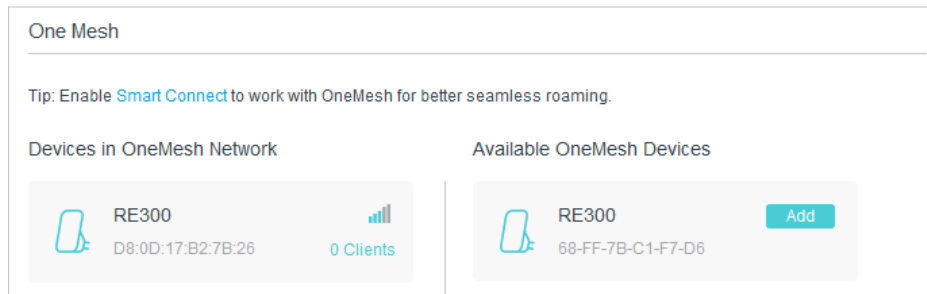 One Mesh
Tip: Enable Smart Connect to work with OneMesh for better seamless roaming.
Devices in OneMesh Network
RE300
D8:0D:17:B2:7B:26
0 Clients
Available OneMesh Devices
RE300
68-FF-7B-C1-F7-D6
Add